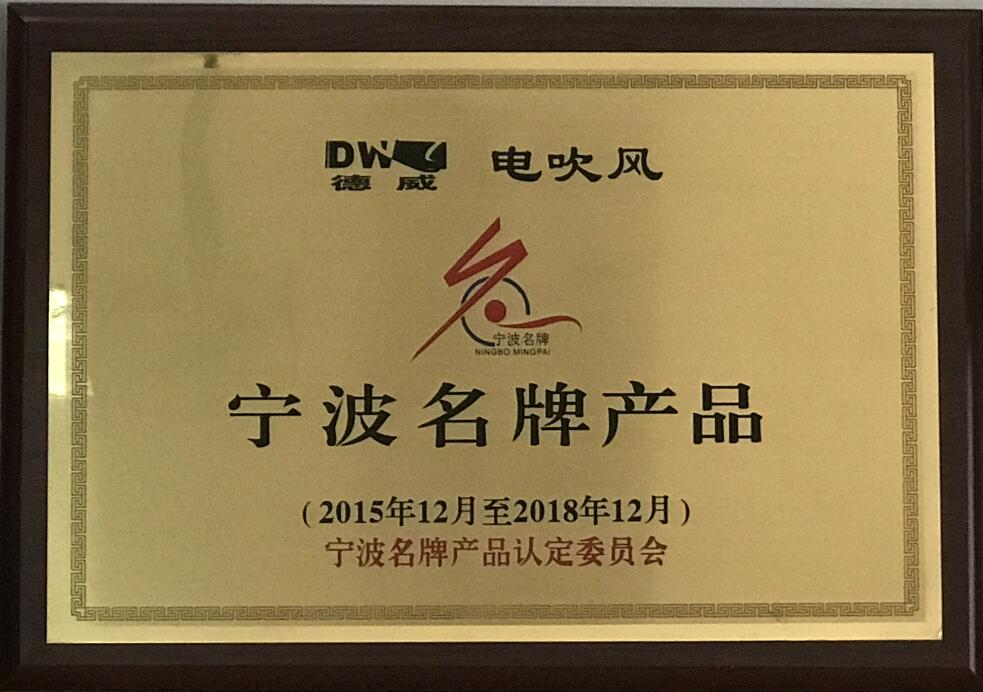 DW 电吹风
德威
宁波名牌
NINGBO MINGPAI
宁波名牌产品
(2015年12月至2018年12月)
宁波名牌产品认定委员会